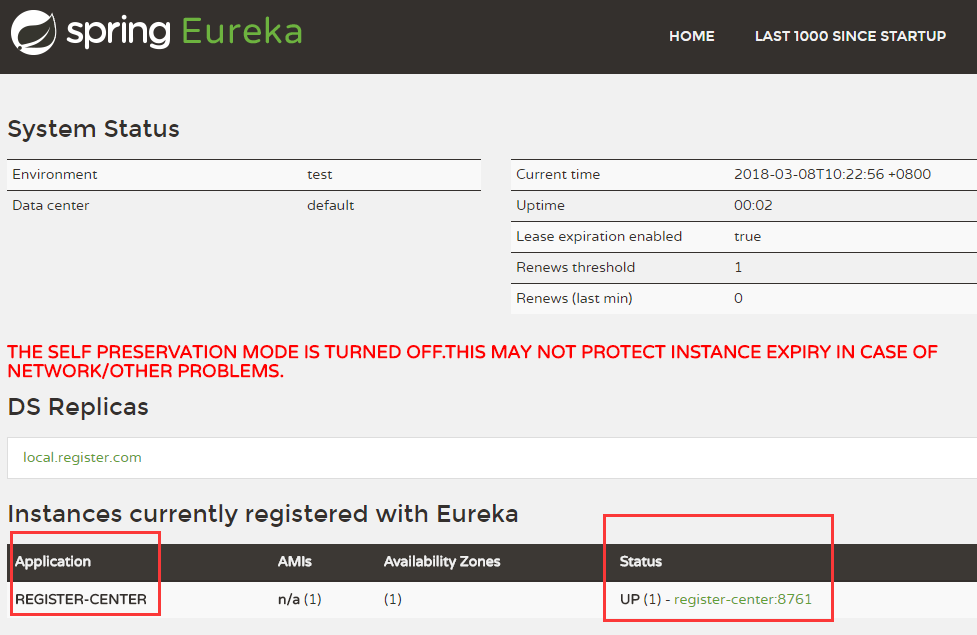 spring Eureka HOME LAST 1000 SINCE STARTUP
System Status
Environment test Current time 2018-03-08T10:22:56 +0800
Data center default Uptime 00:02
Lease expiration enabled true
Renews threshold 1
Renews (last min) 0
THE SELF PRESERVATION MODE IS TURNED OFF.THIS MAY NOT PROTECT INSTANCE EXPIRY IN CASE OF
NETWORK/OTHER PROBLEMS.
DS Replicas
local.register.com
Instances currently registered with Eureka
Application AMIs Availability Zones Status
REGISTER-CENTER n/a (1) (1) UP (1) - register-center:8761